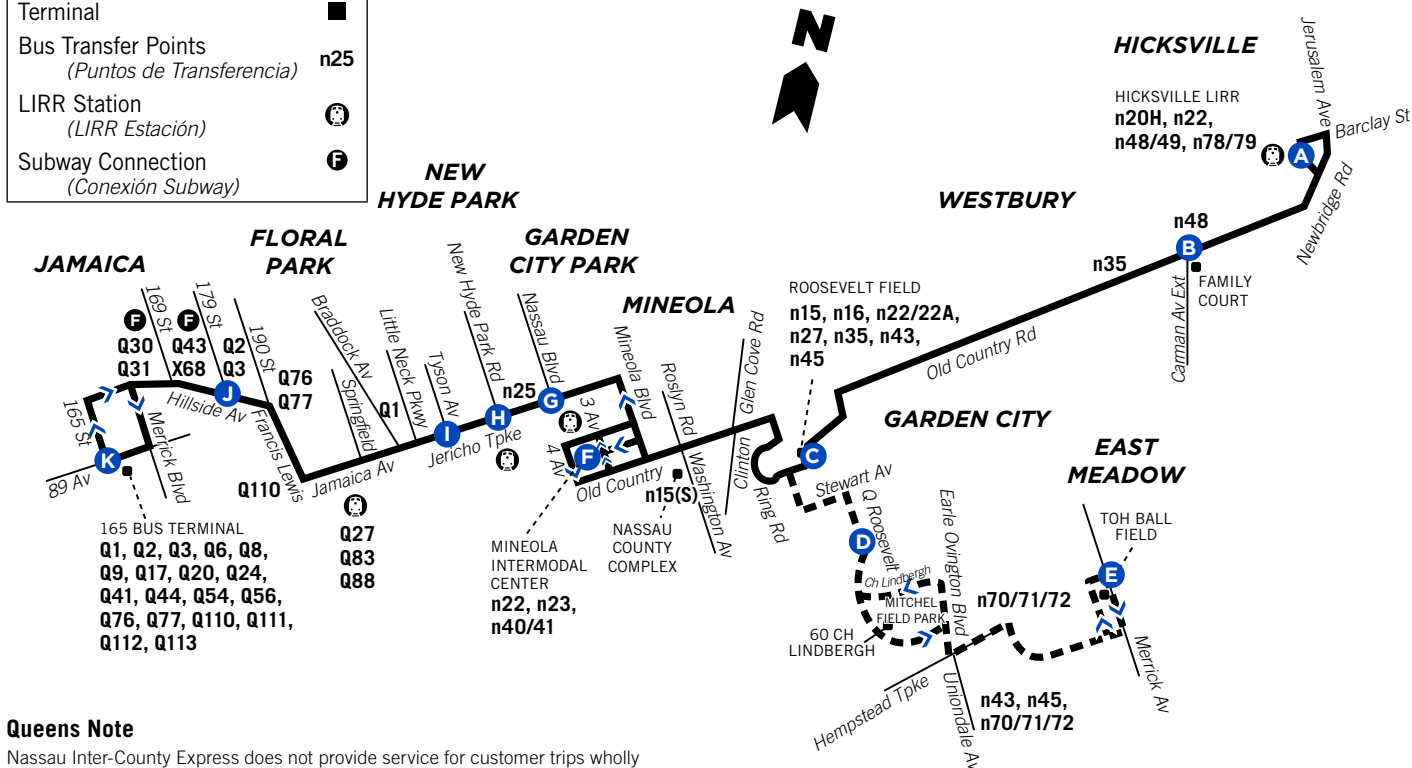 Terminal
Bus Transfer Points
(Puntos de Transferencia)
n25
LIRR Station
(LIRR Estación)
Subway Connection
(Conexión Subway)
F
N
HICKSVILLE
HICKSVILLE LIRR
n20H, n22,
n48/49, n78/79
A
Jerusalem Ave
Barclay St
Newbridge Rd
WESTBURY
n48
B
FAMILY
COURT
Carman Av Ext
n35
Old Country Rd
NEW
HYDE PARK
FLORAL
PARK
GARDEN
CITY PARK
JAMAICA
MINEOLA
ROOSEVELT FIELD
n15, n16, n22/22A,
n27, n35, n43,
n45
C
169 St
179 St
190 St
F
F
Q30
Q31
Q43
X68
Q2
Q3
Q76
Q77
J
Hillside Av
165 St
Merrick Blvd
K
89 Av
Francis Lewis
Q110
Jamaica Av
Springfield
Braddock Av
Q1
Little Neck Pkwy
Tyson Av
New Hyde Park Rd
Nassau Blvd
n25
I
H
G
Jericho Tpke
3 Av
4 Av
F
Mineola Blvd
Old Country
Roslyn Rd
Washington Av
n15(S)
Clinton
Glen Cove Rd
Ring Rd
165 BUS TERMINAL
Q1, Q2, Q3, Q6, Q8,
Q9, Q17, Q20, Q24,
Q41, Q44, Q54, Q56,
Q76, Q77, Q110, Q111,
Q112, Q113
Q27
Q83
Q88
MINEOLA
INTERMODAL
CENTER
n22, n23,
n40/41
NASSAU
COUNTY
COMPLEX
GARDEN CITY
Stewart Av
D
Q Roosevelt
Earle Ovington Blvd
Ch Lindbergh
MITCHEL
FIELD PARK
60 CH
LINDBERGH
EAST
MEADOW
TOH BALL
FIELD
E
n70/71/72
Merrick Av
Hempstead Tpke
Uniondale Av
n43, n45,
n70/71/72
Queens Note
Nassau Inter-County Express does not provide service for customer trips wholly